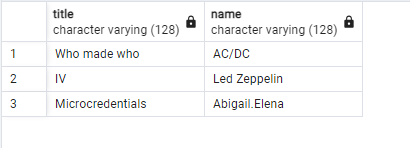 title name
character varying (128) character varying (128)
1 Who made who AC/DC
2 IV Led Zeppelin
3 Microcredentials Abigail.Elena